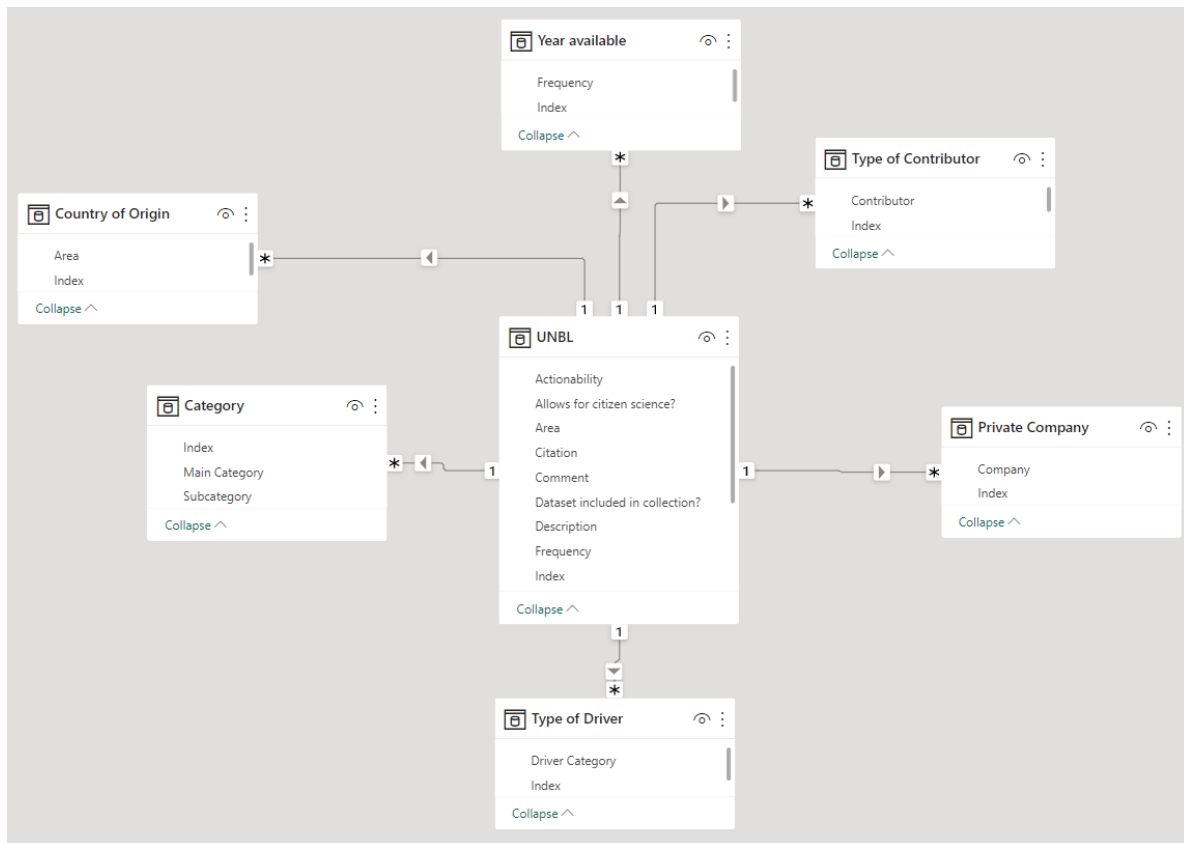 Year available
Frequency
Index
Collapse
*
Type of Contributor
Contributor
Index
Collapse
*
Country of Origin
Area
Index
Collapse
*
1
1
1
UNBL
Actionability
Allows for citizen science?
Area
Citation
Comment
Dataset included in collection?
Description
Frequency
Index
Collapse
Category
Index
Main Category
Subcategory
Collapse
*
1
1
*
Private Company
Company
Index
Collapse
1
*
Type of Driver
Driver Category
Index
Collapse